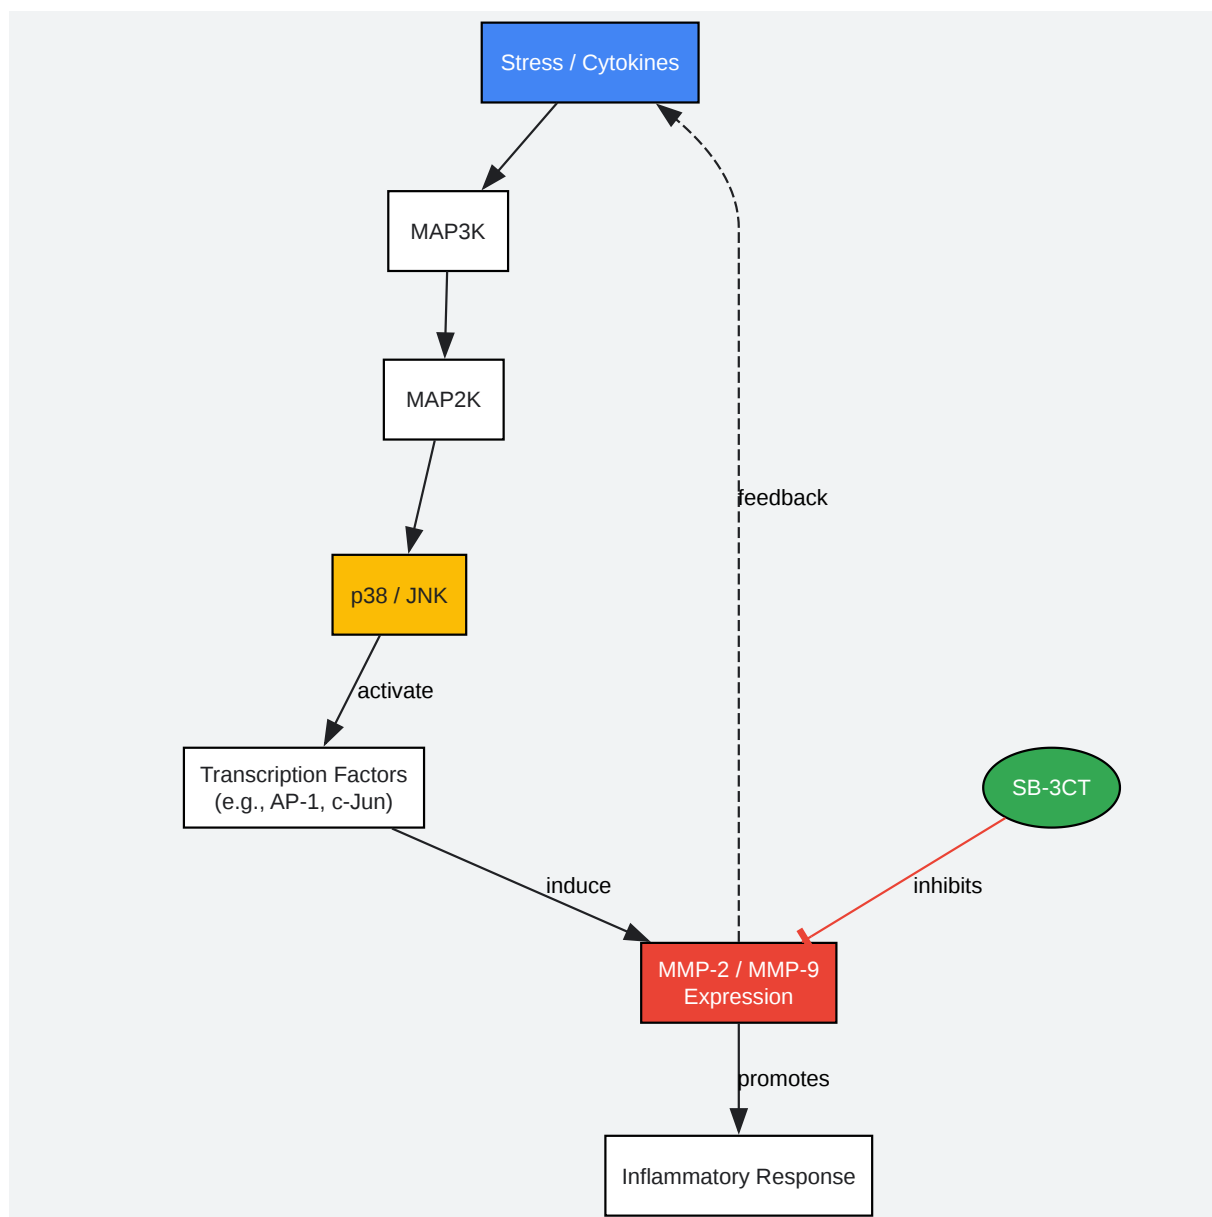 Stress / Cytokines
MAP3K
MAP2K
feedback
p38 / JNK
activate
Transcription Factors
(e.g., AP-1, c-Jun)
SB-3CT
induce
inhibits
MMP-2 / MMP-9
Expression
promotes
Inflammatory Response